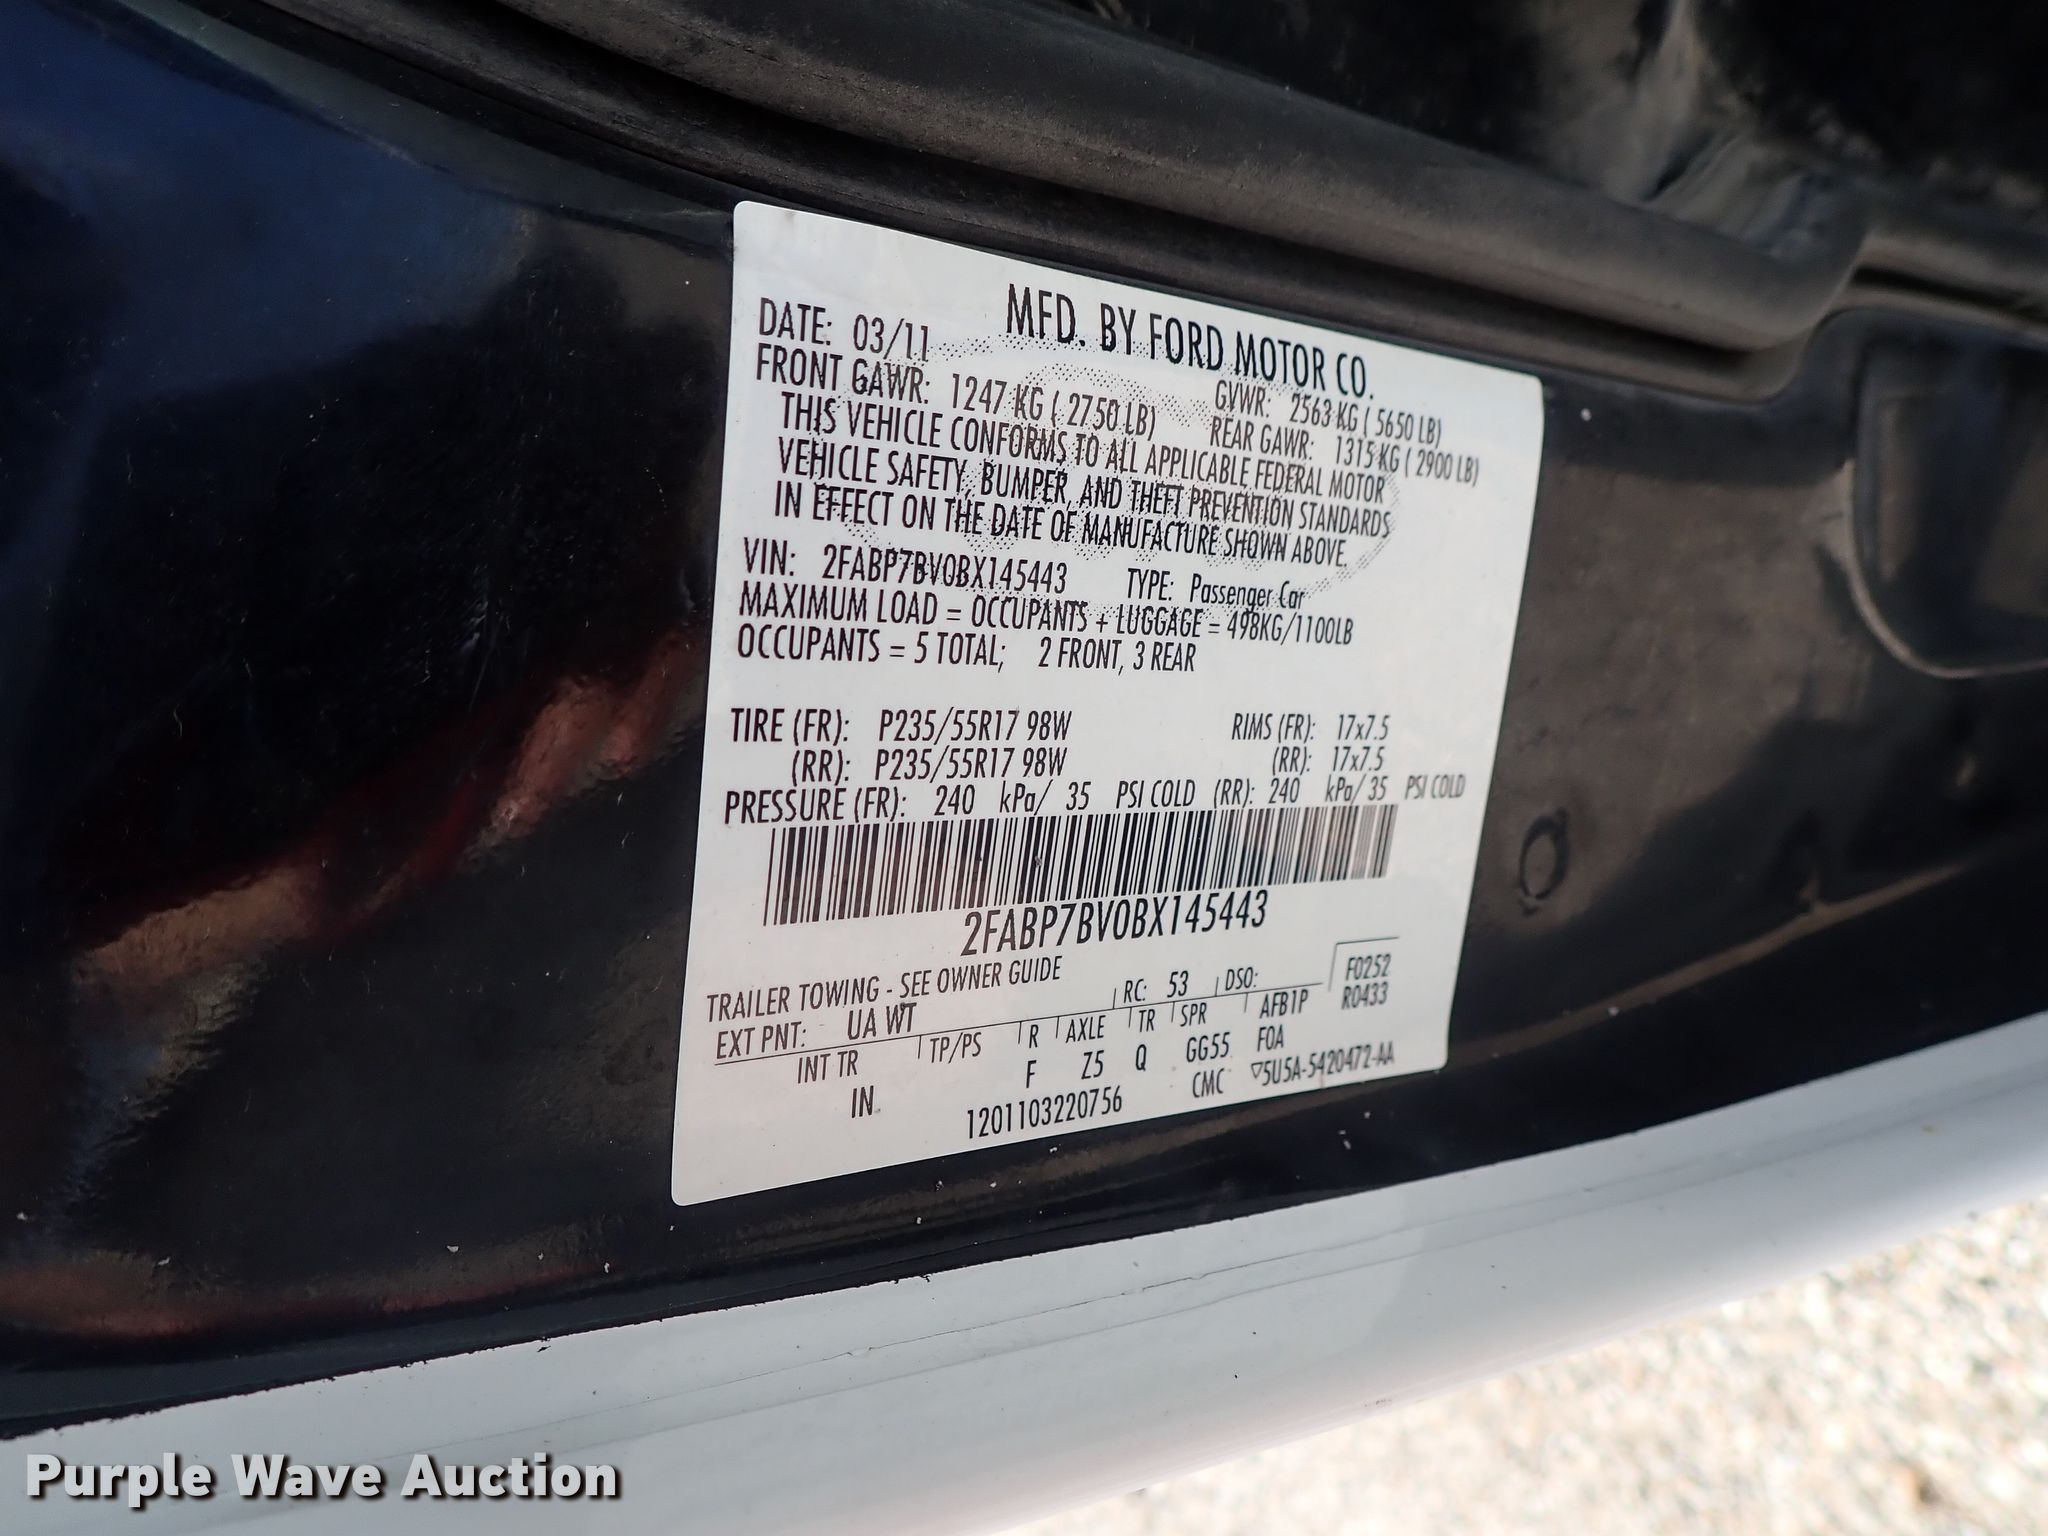 MFD. BY FORD MOTOR CO.
DATE: 03/11 GVWR: 2563 KG ( 5650 LB)
FRONT GAWR: 1247 KG ( 2750 LB) REAR GAWR: 1315 KG ( 2900 LB)
THIS VEHICLE CONFORMS TO ALL APPLICABLE FEDERAL MOTOR
VEHICLE SAFETY, BUMPER, AND THEFT PREVENTION STANDARDS
IN EFFECT ON THE DATE OF MANUFACTURE SHOWN ABOVE.
VIN: 2FABP7BV0BX145443 TYPE: Passenger Car
MAXIMUM LOAD = OCCUPANTS + LUGGAGE = 498KG/1100LB
OCCUPANTS = 5 TOTAL; 2 FRONT, 3 REAR
TIRE (FR): P235/55R17 98W RIMS (FR): 17x7.5
(RR): P235/55R17 98W (RR): 17x7.5
PRESSURE (FR): 240 kPa/ 35 PSI COLD (RR): 240 kPa/ 35 PSI COLD
2FABP7BV0BX145443
TRAILER TOWING - SEE OWNER GUIDE
F0252
EXT PNT: UA WT RC: 53 DSO: R0433
INT TR TP/PS R AXLE TR SPR AFB1P
IN F Z5 Q GG55 FOA
1201103220756 CMC ▽5U5A-5420472-AA
Purple Wave Auction